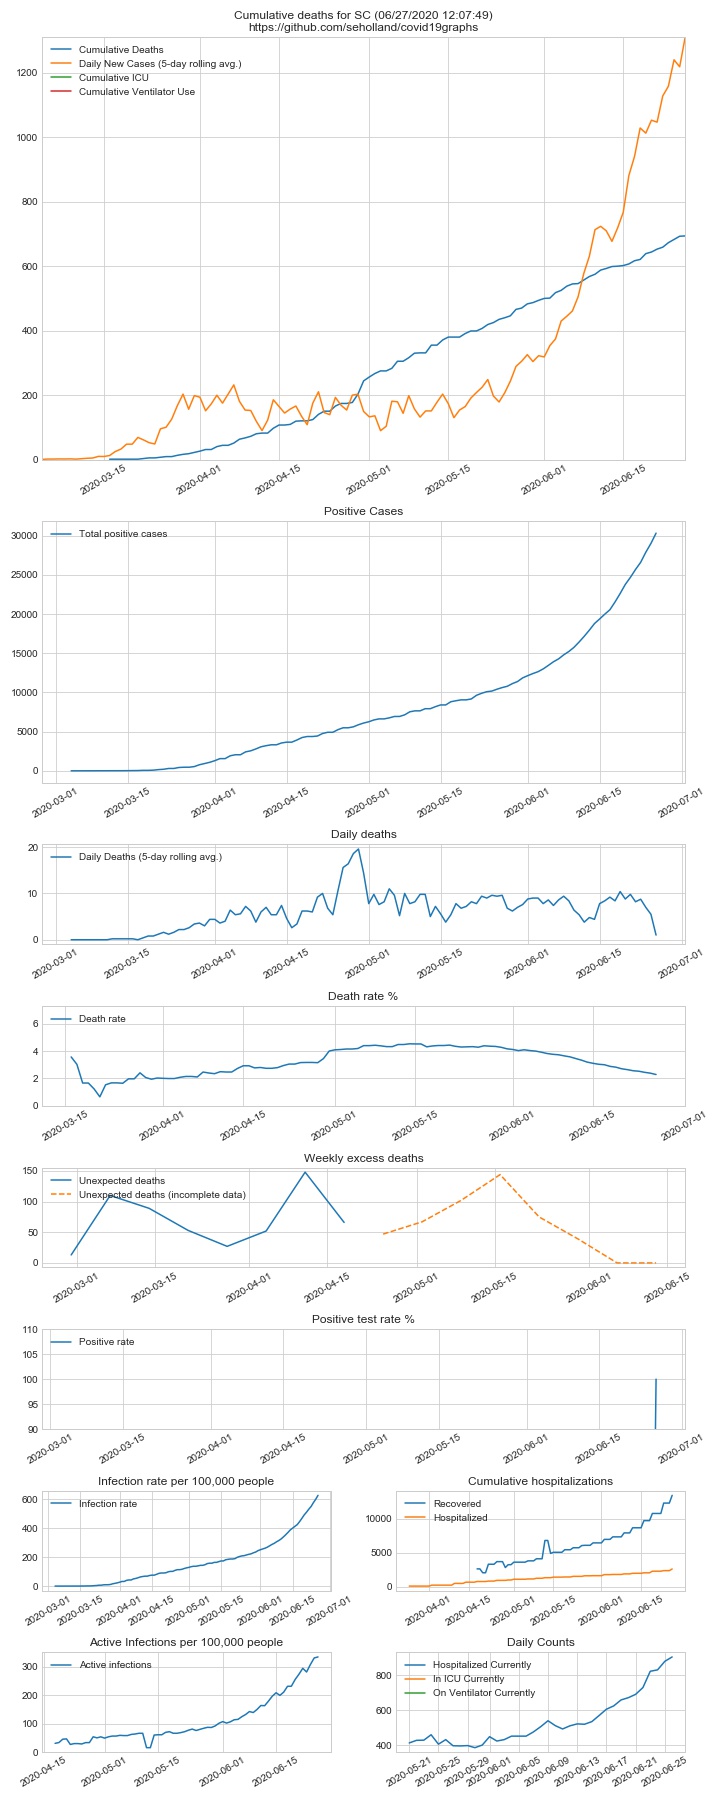 Cumulative deaths for SC (06/27/2020 12:07:49)
https://github.com/seholland/covid19graphs
Cumulative Deaths
Daily New Cases (5-day rolling avg.)
Cumulative ICU
Cumulative Ventilator Use
1200
1000
800
600
400
200
0
2020-03-15 2020-04-01 2020-04-15 2020-05-01 2020-05-15 2020-06-01 2020-06-15
Positive Cases
Total positive cases
30000
25000
20000
15000
10000
5000
0
2020-03-01 2020-03-15 2020-04-01 2020-04-15 2020-05-01 2020-05-15 2020-06-01 2020-06-15 2020-07-01
Daily deaths
Daily Deaths (5-day rolling avg.)
20
10
0
2020-03-01 2020-03-15 2020-04-01 2020-04-15 2020-05-01 2020-05-15 2020-06-01 2020-06-15 2020-07-01
Death rate %
Death rate
6
4
2
0
2020-03-15 2020-04-01 2020-04-15 2020-05-01 2020-05-15 2020-06-01 2020-06-15 2020-07-01
Weekly excess deaths
Unexpected deaths
Unexpected deaths (incomplete data)
150
100
50
0
2020-03-01 2020-03-15 2020-04-01 2020-04-15 2020-05-01 2020-05-15 2020-06-01 2020-06-15
Positive test rate %
Positive rate
110
105
100
95
90
2020-03-01 2020-03-15 2020-04-01 2020-04-15 2020-05-01 2020-05-15 2020-06-01 2020-06-15 2020-07-01
Infection rate per 100,000 people
Infection rate
600
400
200
0
2020-03-01 2020-03-15 2020-04-01 2020-04-15 2020-05-01 2020-05-15 2020-06-01 2020-06-15 2020-07-01
Cumulative hospitalizations
Recovered
Hospitalized
10000
5000
0
2020-04-01 2020-04-15 2020-05-01 2020-05-15 2020-06-01 2020-06-15
Active Infections per 100,000 people
Active infections
300
200
100
0
2020-04-15 2020-05-01 2020-05-15 2020-06-01 2020-06-15
Daily Counts
Hospitalized Currently
In ICU Currently
On Ventilator Currently
800
600
400
2020-05-21 2020-05-25 2020-05-29 2020-06-01 2020-06-05 2020-06-09 2020-06-13 2020-06-17 2020-06-21 2020-06-25